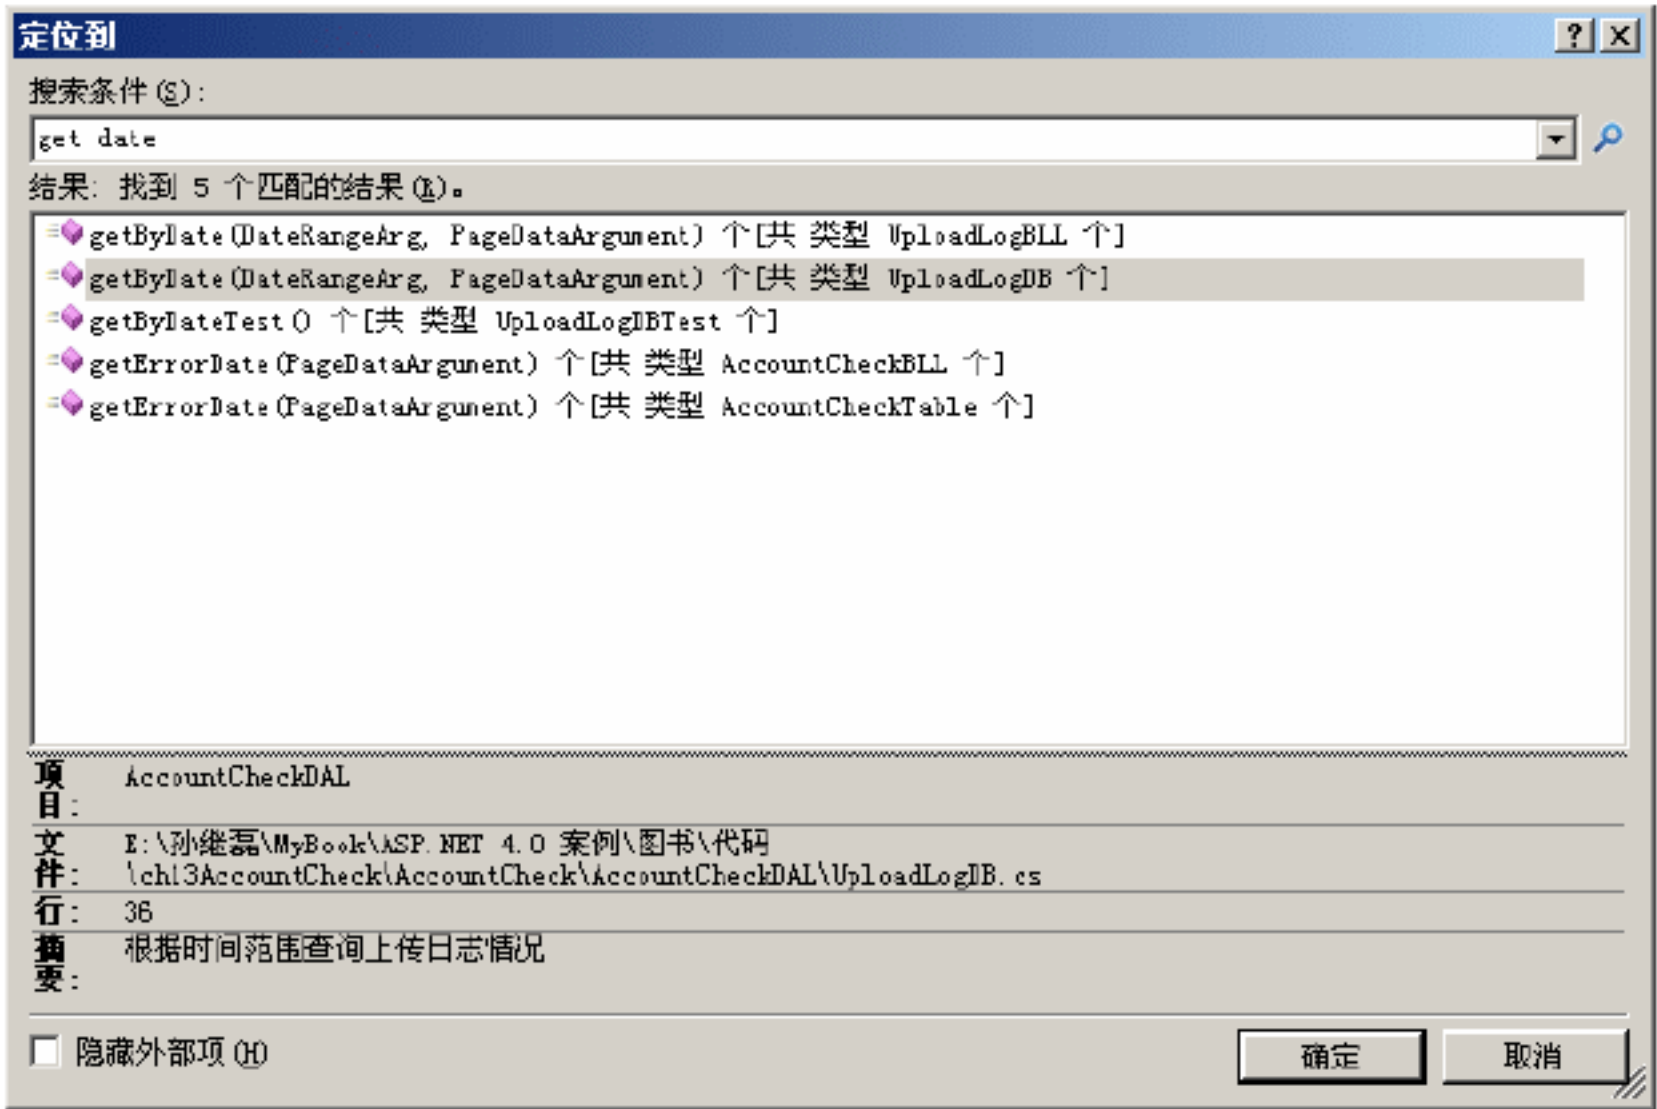 定位到
搜索条件(S):
get date
结果: 找到 5 个匹配的结果(R)。
getByDate(DateRangeArg, PageDataArgument) 个[共 类型 UploadLogBLL 个]
getByDate(DateRangeArg, PageDataArgument) 个[共 类型 UploadLogDB 个]
getByDateTest() 个[共 类型 UploadLogDBTest 个]
getErrorDate(PageDataArgument) 个[共 类型 AccountCheckBLL 个]
getErrorDate(PageDataArgument) 个[共 类型 AccountCheckTable 个]
项目: AccountCheckDAL
文件: E:\孙继磊\MyBook\ASP.NET 4.0 案例\图书\代码
\ch13AccountCheck\AccountCheck\AccountCheckDAL\UploadLogDB.cs
行: 36
摘要: 根据时间范围查询上传日志情况
隐藏外部项(H)
确定
取消